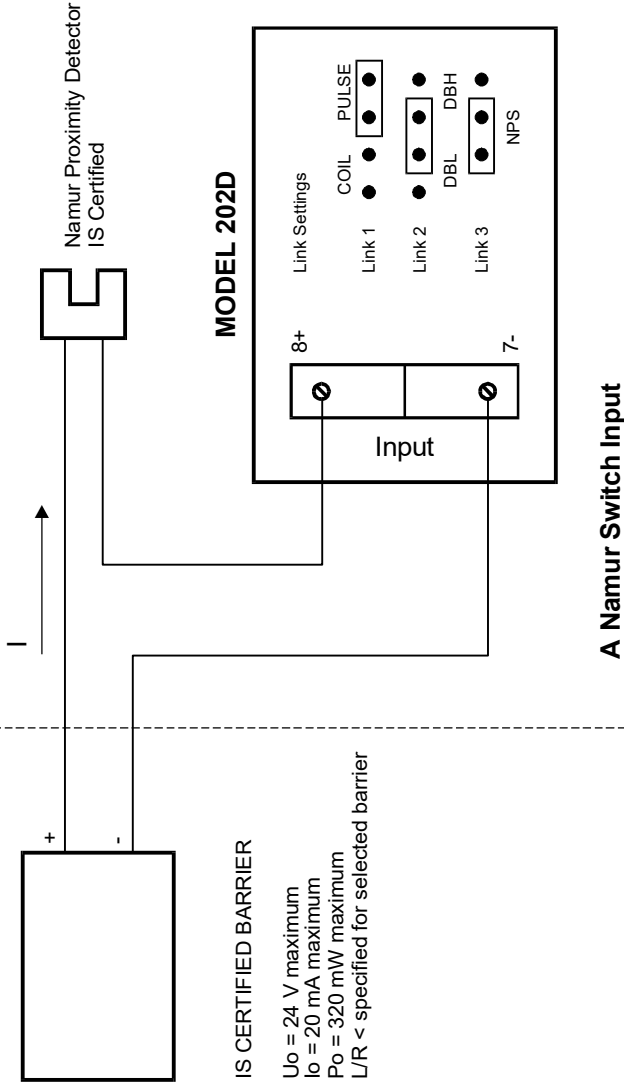 I
Namur Proximity Detector
IS Certified
+
-
IS CERTIFIED BARRIER
Uo = 24 V maximum
Io = 20 mA maximum
Po = 320 mW maximum
L/R < specified for selected barrier
MODEL 202D
8+
7-
Input
Link Settings
COIL PULSE
Link 1
Link 2
DBL DBH
Link 3
NPS
A Namur Switch Input